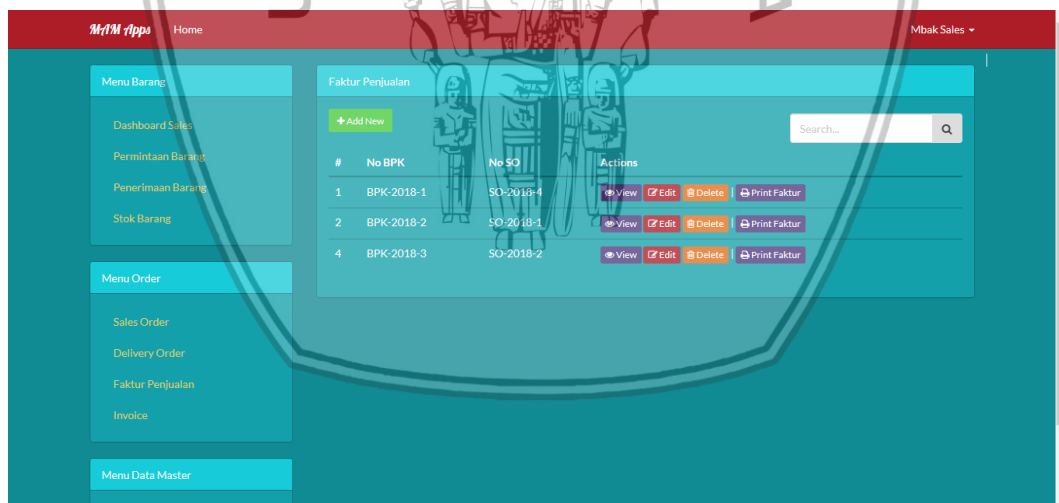 MAM Apps Home Mbak Sales
Menu Barang
Dashboard Sales
Permintaan Barang
Penerimaan Barang
Stok Barang
Menu Order
Sales Order
Delivery Order
Faktur Penjualan
Invoice
Menu Data Master
Faktur Penjualan
Add New
Search...
# No BPK No SO Actions
1 BPK-2018-1 SO-2018-4 View Edit Delete | Print Faktur
2 BPK-2018-2 SO-2018-1 View Edit Delete | Print Faktur
4 BPK-2018-3 SO-2018-2 View Edit Delete | Print Faktur